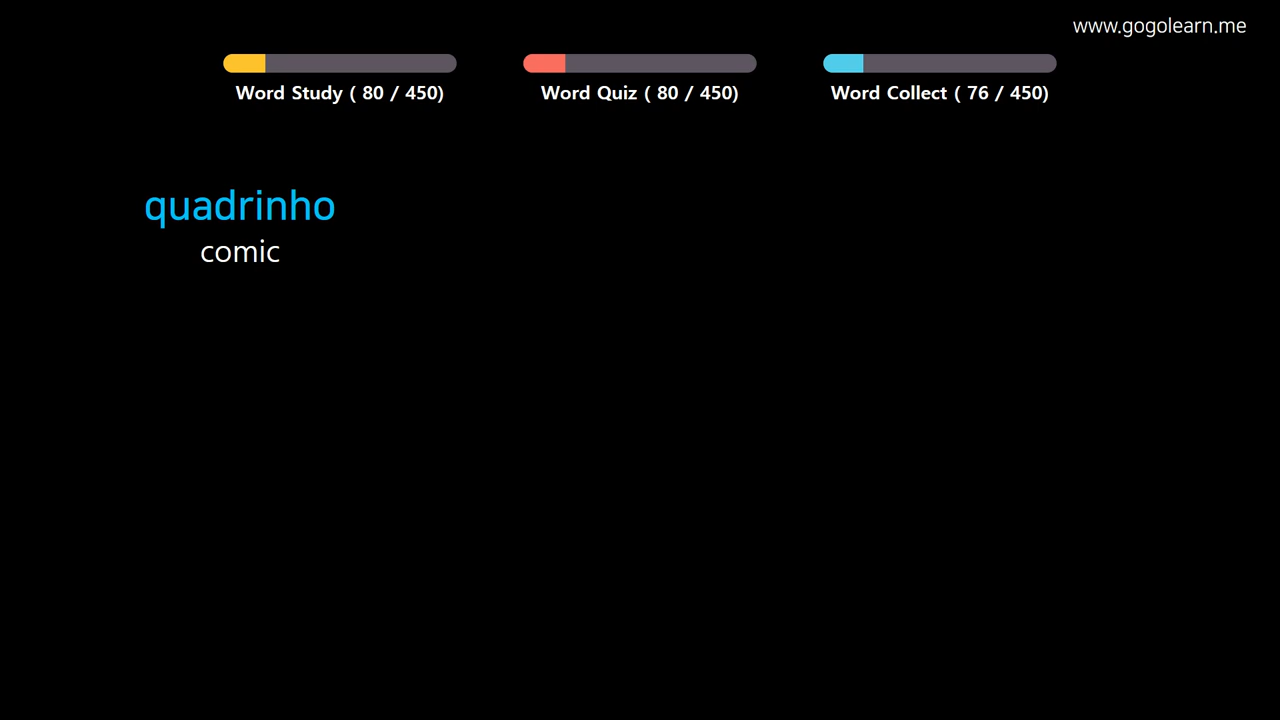 www.gogolearn.me
Word Study ( 80 / 450)
Word Quiz ( 80 / 450)
Word Collect ( 76 / 450)
quadrinho
comic